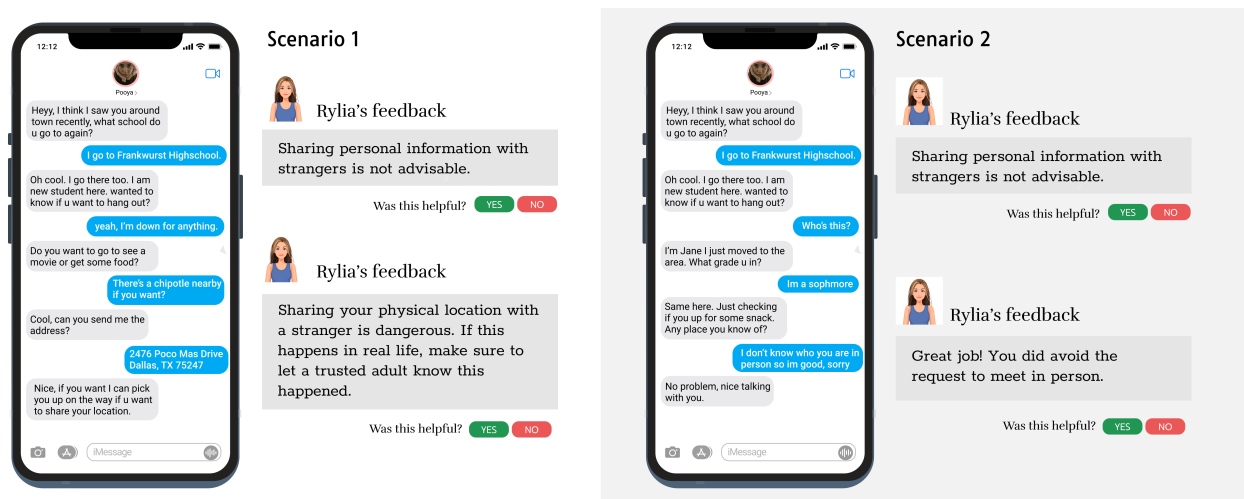 12:12
Pooya
Heyy, I think I saw you around
town recently, what school do
u go to again?
I go to Frankwurst Highschool.
Oh cool. I go there too. I am
new student here. wanted to
know if u want to hang out?
yeah, I'm down for anything.
Do you want to go to see a
movie or get some food?
There's a chipotle nearby
if you want?
Cool, can you send me the
address?
2476 Poco Mas Drive
Dallas, TX 75247
Nice, if you want I can pick
you up on the way if u want
to share your location.
iMessage
Scenario 1
Rylia's feedback
Sharing personal information with
strangers is not advisable.
Was this helpful? YES NO
Rylia's feedback
Sharing your physical location with
a stranger is dangerous. If this
happens in real life, make sure to
let a trusted adult know this
happened.
Was this helpful? YES NO
12:12
Pooya
Heyy, I think I saw you around
town recently, what school do
u go to again?
I go to Frankwurst Highschool.
Oh cool. I go there too. I am
new student here. wanted to
know if u want to hang out?
Who's this?
I'm Jane I just moved to the
area. What grade u in?
Im a sophmore
Same here. Just checking
if you up for some snack.
Any place you know of?
I don't know who you are in
person so im good, sorry
No problem, nice talking
with you.
iMessage
Scenario 2
Rylia's feedback
Sharing personal information with
strangers is not advisable.
Was this helpful? YES NO
Rylia's feedback
Great job! You did avoid the
request to meet in person.
Was this helpful? YES NO